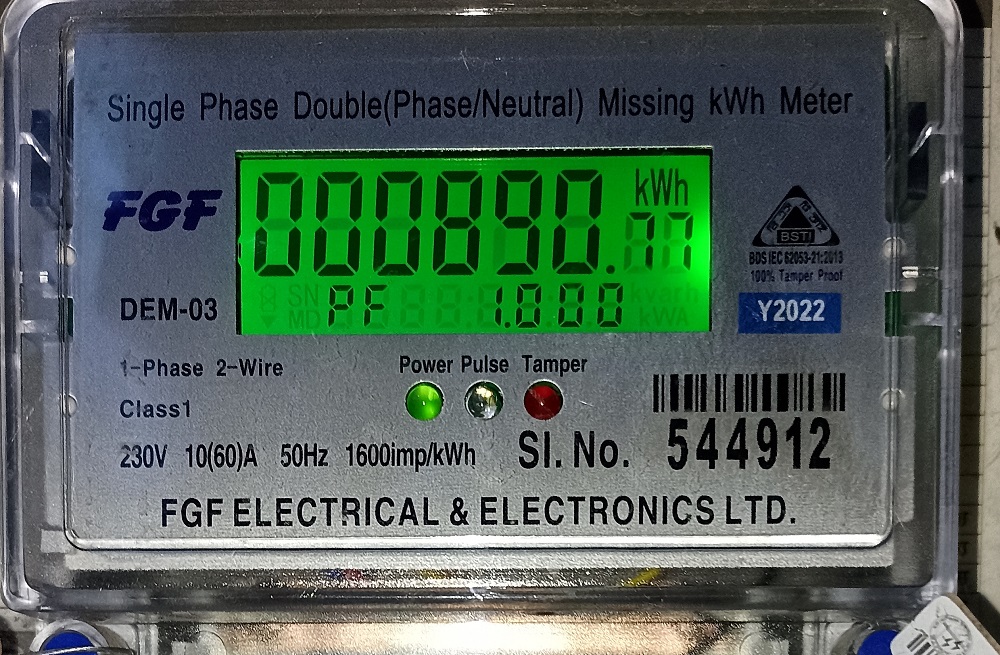 Single Phase Double(Phase/Neutral) Missing kWh Meter
FGF
000890.77 kWh
PF 1.000
BSTI
BDS IEC 62053-21:2013
100% Tamper Proof
DEM-03
Y2022
1-Phase 2-Wire
Power Pulse Tamper
Class1
230V 10(60)A 50Hz 1600imp/kWh
Sl. No. 544912
FGF ELECTRICAL & ELECTRONICS LTD.